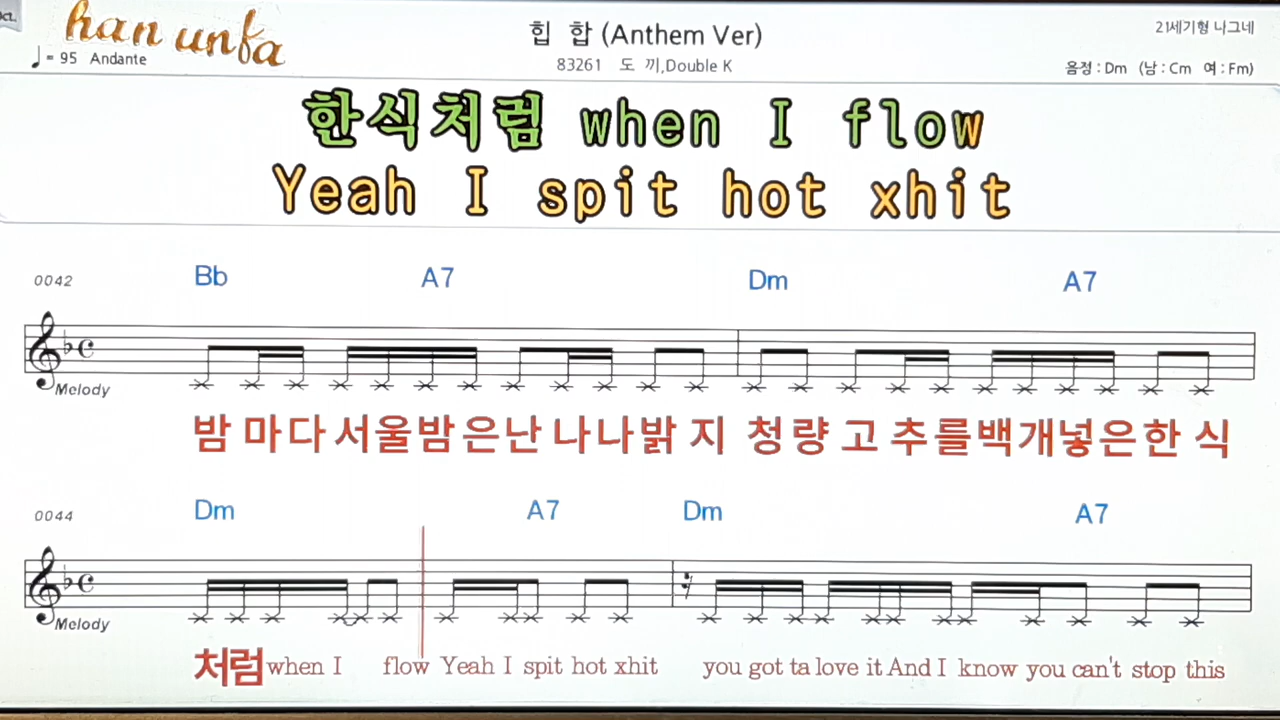 han unfa
♩= 95 Andante
힙 합 (Anthem Ver)
83261 도 끼,Double K
21세기형 나그네
음정 : Dm (남 : Cm 여 : Fm)
한식처럼 when I flow
Yeah I spit hot xhit
0042 Bb A7 Dm A7
Melody
밤 마다 서울밤은난 나나밝 지 청량 고 추를백개넣은한 식
0044 Dm A7 Dm A7
Melody
처럼 when I flow Yeah I spit hot xhit you got ta love it And I know you can't stop this